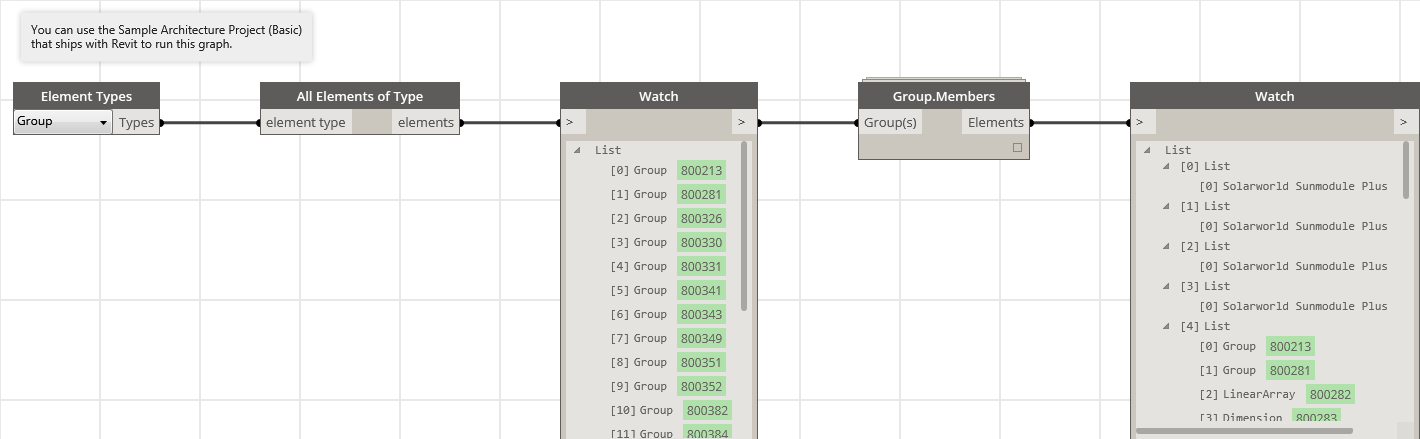 You can use the Sample Architecture Project (Basic)
that ships with Revit to run this graph.
Element Types
Group
Types
All Elements of Type
element type
elements
Watch
>
>
List
[0] Group 800213
[1] Group 800281
[2] Group 800326
[3] Group 800330
[4] Group 800331
[5] Group 800341
[6] Group 800343
[7] Group 800349
[8] Group 800351
[9] Group 800352
[10] Group 800382
[11] Group 800384
Group.Members
Group(s)
Elements
Watch
>
>
List
[0] List
[0] Solarworld Sunmodule Plus
[1] List
[0] Solarworld Sunmodule Plus
[2] List
[0] Solarworld Sunmodule Plus
[3] List
[0] Solarworld Sunmodule Plus
[4] List
[0] Group 800213
[1] Group 800281
[2] LinearArray 800282
[3] Dimension 800283